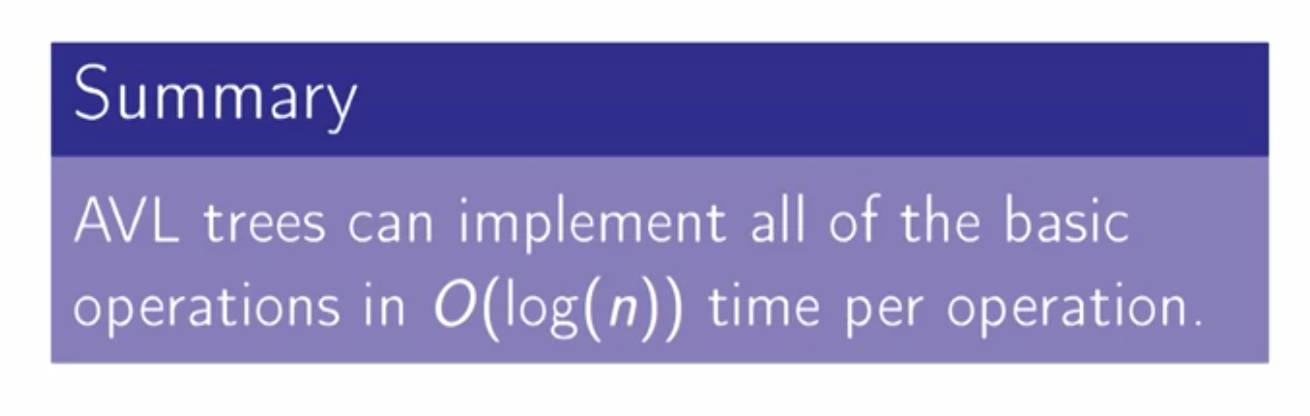 Summary
AVL trees can implement all of the basic
operations in O(log(n)) time per operation.